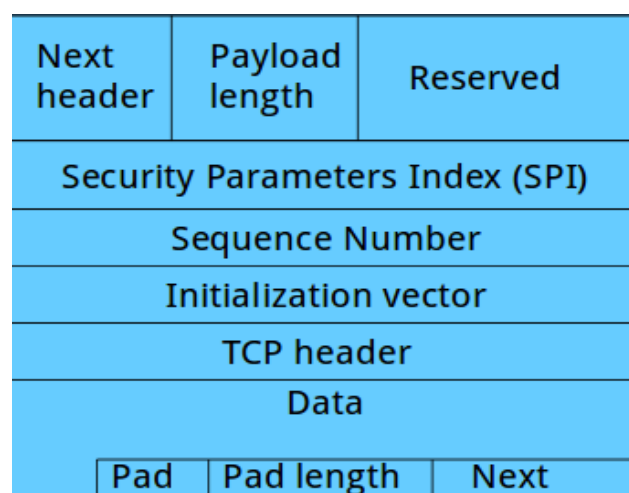 Next header
Payload length
Reserved
Security Parameters Index (SPI)
Sequence Number
Initialization vector
TCP header
Data
Pad
Pad length
Next